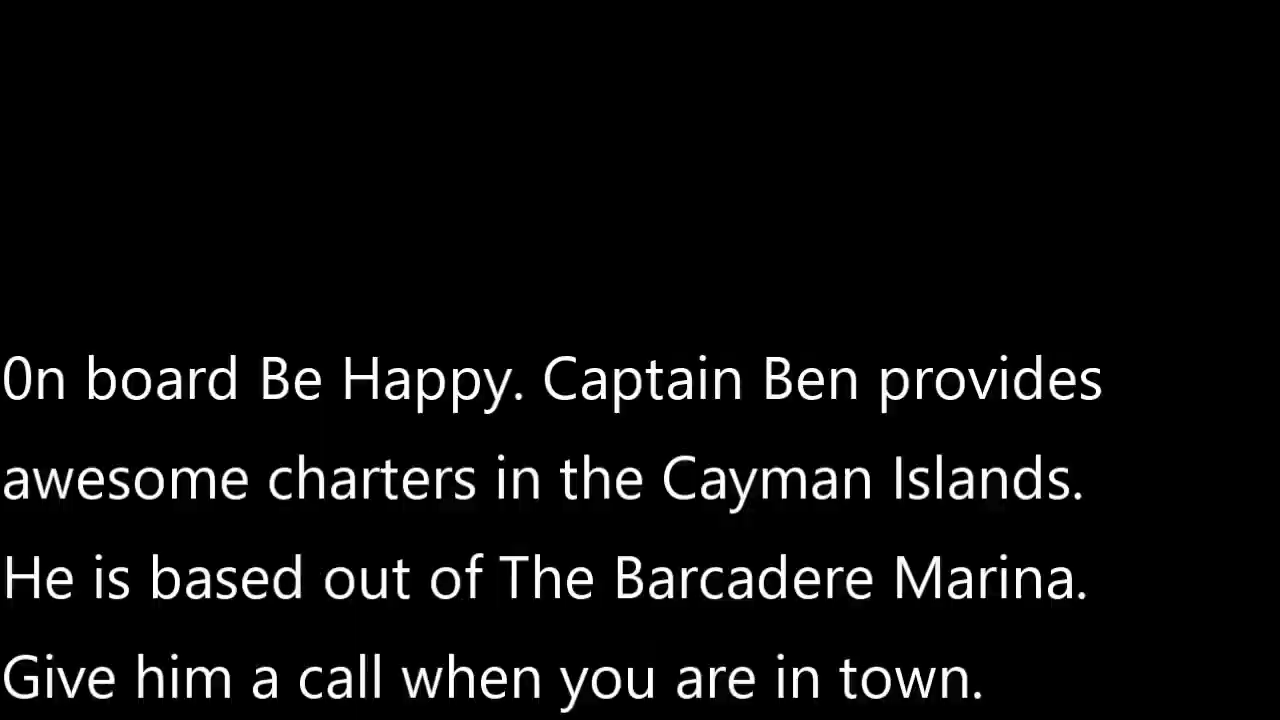 0n board Be Happy. Captain Ben provides
awesome charters in the Cayman Islands.
He is based out of The Barcadere Marina.
Give him a call when you are in town.